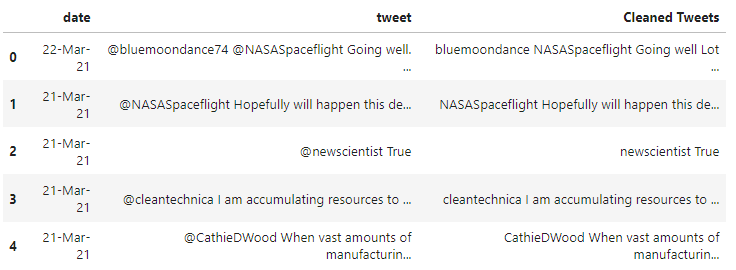 date tweet Cleaned Tweets
0 22-Mar-21 @bluemoondance74 @NASASpaceflight Going well. ... bluemoondance NASASpaceflight Going well Lot ...
1 21-Mar-21 @NASASpaceflight Hopefully will happen this de... NASASpaceflight Hopefully will happen this de...
2 21-Mar-21 @newscientist True newscientist True
3 21-Mar-21 @cleantechnica I am accumulating resources to ... cleantechnica I am accumulating resources to ...
4 21-Mar-21 @CathieDWood When vast amounts of manufacturin... CathieDWood When vast amounts of manufacturin...